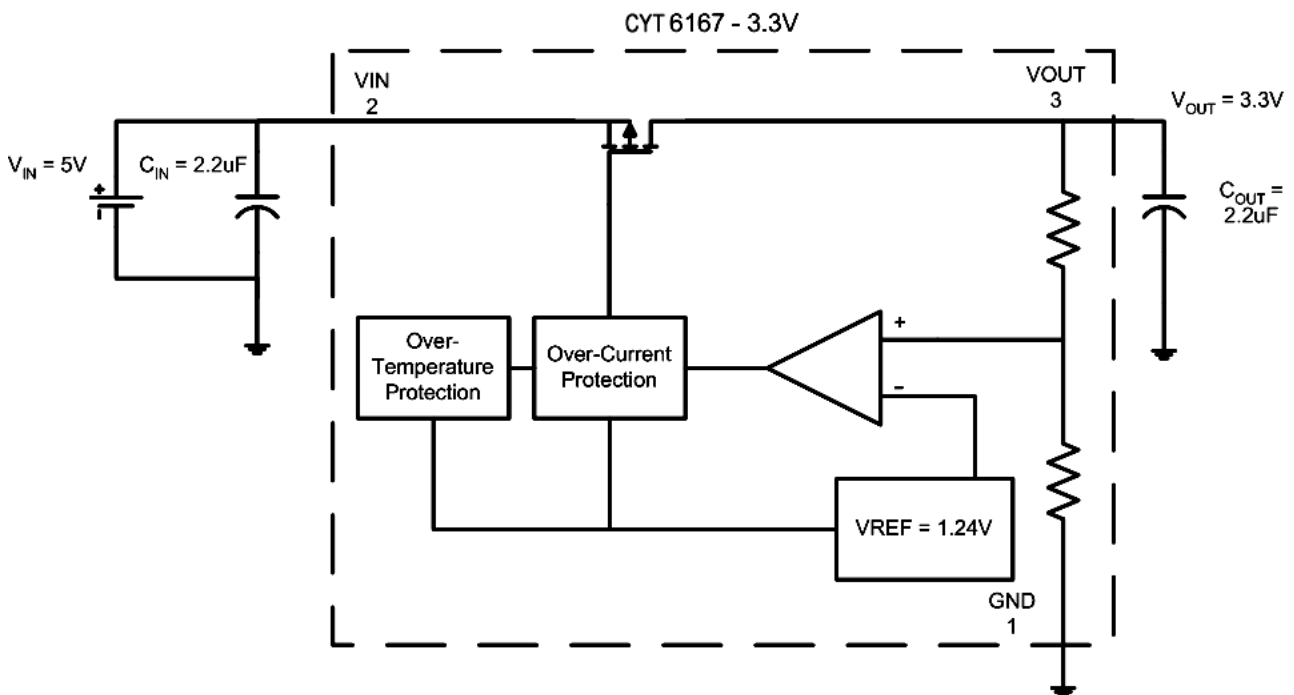 CYT 6167 - 3.3V
VIN
2
VOUT
3
V_OUT = 3.3V
V_IN = 5V
+
-
C_IN = 2.2uF
C_OUT =
2.2uF
Over-
Temperature
Protection
Over-Current
Protection
+
-
VREF = 1.24V
GND
1